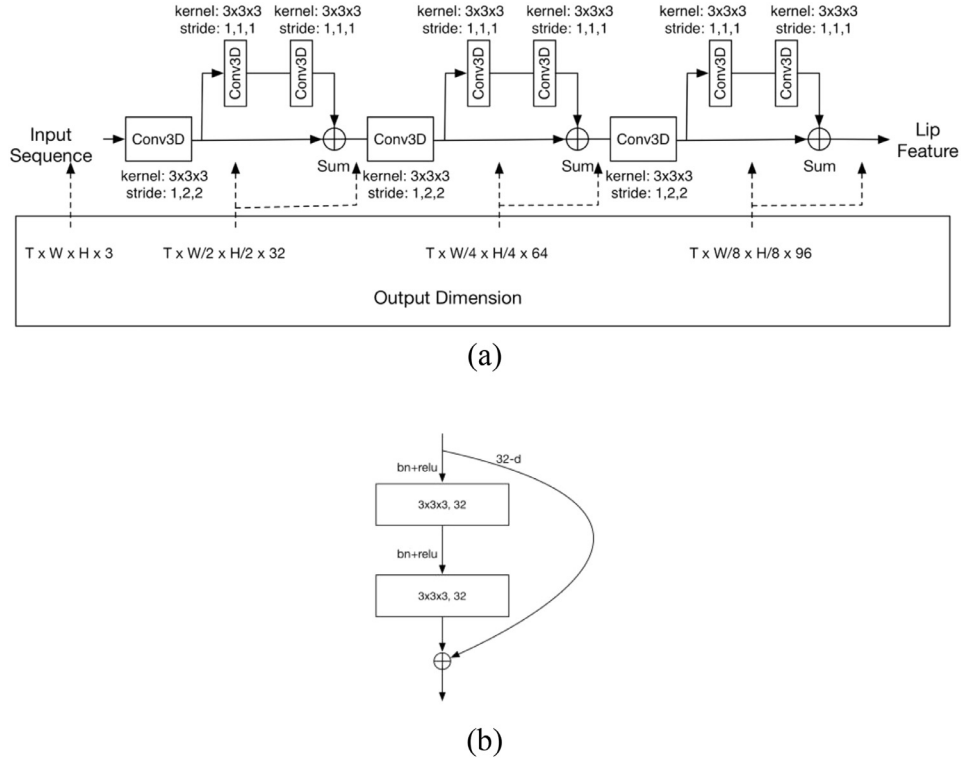 kernel: 3x3x3
stride: 1,1,1
kernel: 3x3x3
stride: 1,1,1
kernel: 3x3x3
stride: 1,1,1
kernel: 3x3x3
stride: 1,1,1
kernel: 3x3x3
stride: 1,1,1
kernel: 3x3x3
stride: 1,1,1
Conv3D
Conv3D
Conv3D
Conv3D
Conv3D
Conv3D
Input
Sequence
Conv3D
Sum
Conv3D
Sum
Conv3D
Sum
Lip
Feature
kernel: 3x3x3
stride: 1,2,2
kernel: 3x3x3
stride: 1,2,2
kernel: 3x3x3
stride: 1,2,2
T x W x H x 3
T x W/2 x H/2 x 32
T x W/4 x H/4 x 64
T x W/8 x H/8 x 96
Output Dimension
(a)
32-d
bn+relu
3x3x3, 32
bn+relu
3x3x3, 32
(b)